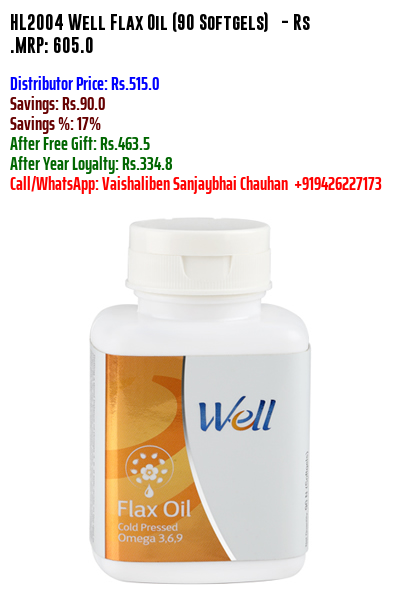 HL2004 Well Flax Oil (90 Softgels) - Rs
.MRP: 605.0
Distributor Price: Rs.515.0
Savings: Rs.90.0
Savings %: 17%
After Free Gift: Rs.463.5
After Year Loyalty: Rs.334.8
Call/WhatsApp: Vaishaliben Sanjaybhai Chauhan +919426227173
Well
Flax Oil
Cold Pressed
Omega 3,6,9